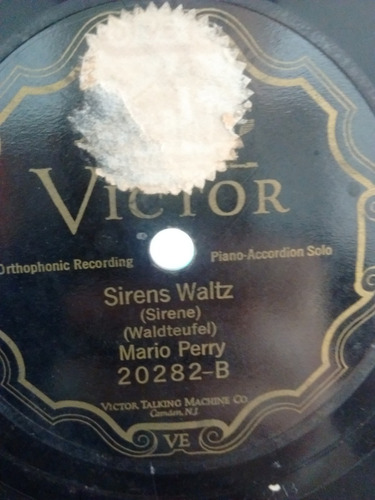 VICTOR
Orthophonic Recording
Piano-Accordion Solo
Sirens Waltz
(Sirene)
(Waldteufel)
Mario Perry
20282-B
VICTOR TALKING MACHINE CO.
Camden, N.J.
VE